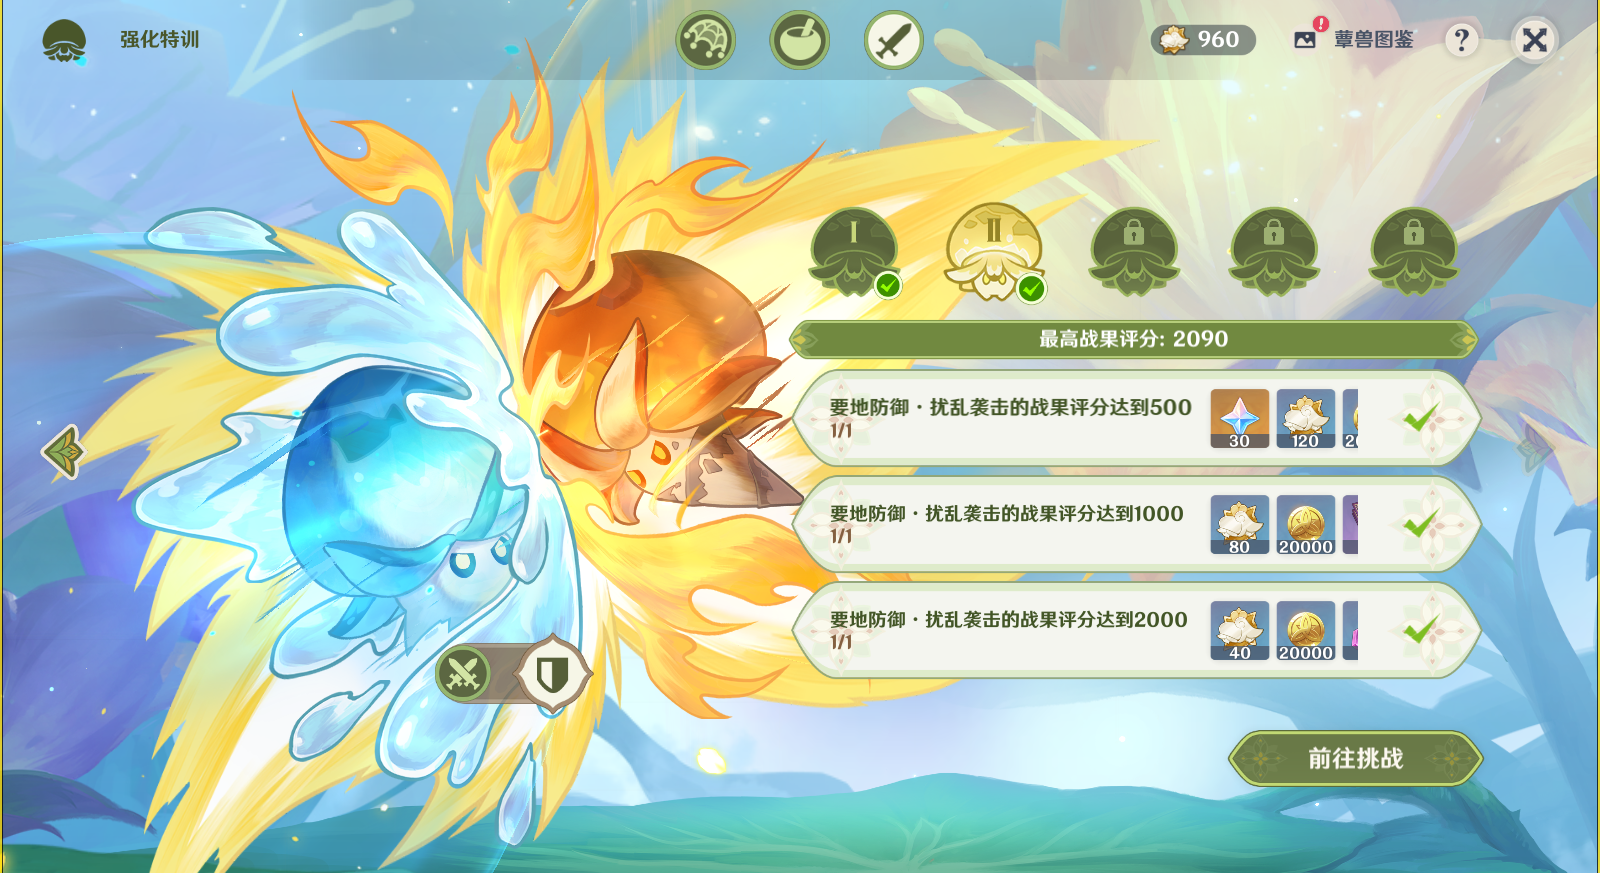 强化特训
960
蕈兽图鉴
?
I
II
最高战果评分: 2090
要地防御·扰乱袭击的战果评分达到500
1/1
30
120
要地防御·扰乱袭击的战果评分达到1000
1/1
80
20000
要地防御·扰乱袭击的战果评分达到2000
1/1
40
20000
前往挑战